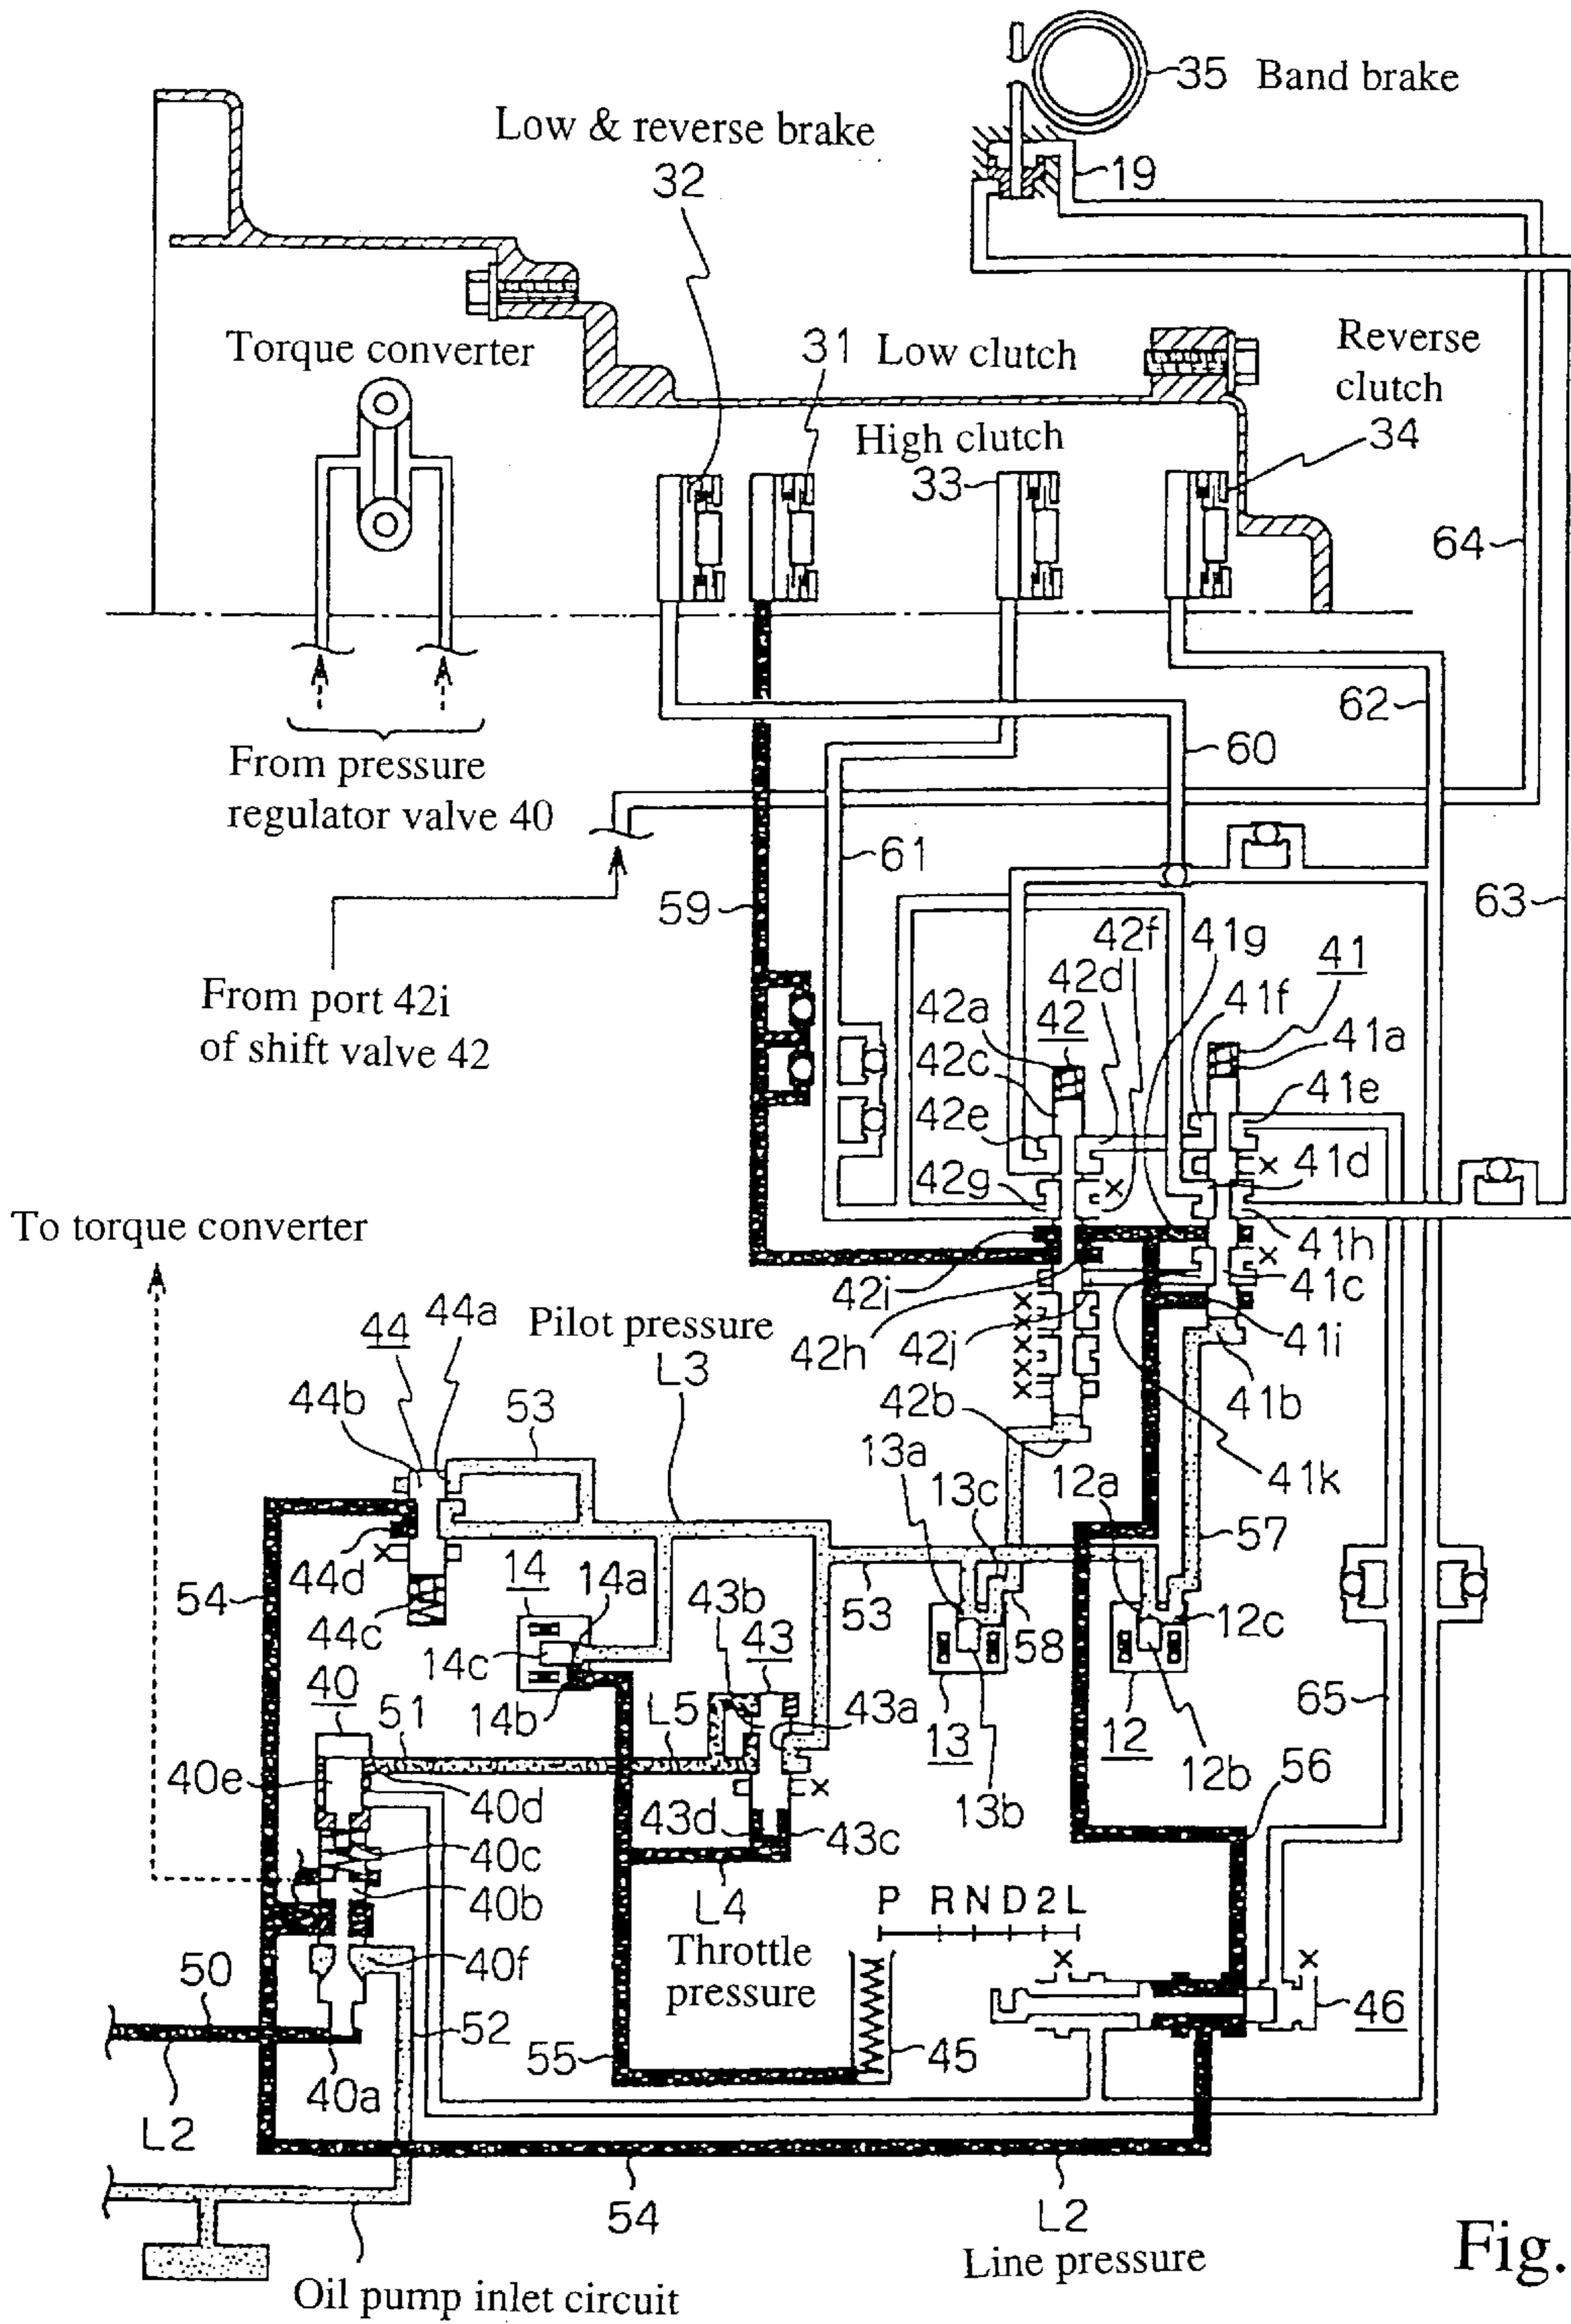 35 Band brake
Low & reverse brake
32
19
Torque converter
31 Low clutch
Reverse
clutch
34
High clutch
33
64
62
60
From pressure
regulator valve 40
61
59
63
From port 42i
of shift valve 42
42f
41g
42d
41
42a
42
41f
41a
42c
41e
42e
41d
42g
To torque converter
41h
42i
41c
44a
44
Pilot pressure
L3
42h
42j
41i
44b
53
42b
41b
13a
12a
13c
41k
57
54
44d
14
14a
43b
53
44c
43
58
12c
14c
40
14b
51
L5
43a
65
13
12
40e
40d
12b
56
13b
43d
43c
40c
40b
L4
P R N D 2 L
Throttle
pressure
50
40f
52
46
55
45
L2
40a
54
L2
Line pressure
Fig.
Oil pump inlet circuit
X
X
X
X
X
X
X
X
X
X
X
X